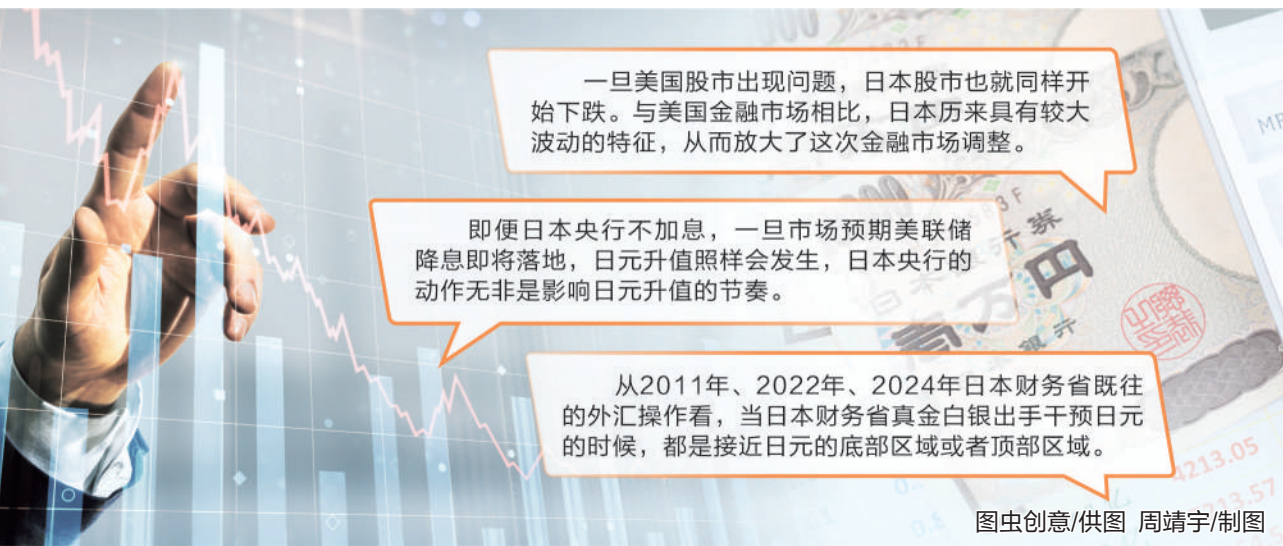 一旦美国股市出现问题，日本股市也就同样开
始下跌。与美国金融市场相比，日本历来具有较大
波动的特征，从而放大了这次金融市场调整。
即便日本央行不加息，一旦市场预期美联储
降息即将落地，日元升值照样会发生，日本央行的
动作无非是影响日元升值的节奏。
从2011年、2022年、2024年日本财务省既往
的外汇操作看，当日本财务省真金白银出手干预日元
的时候，都是接近日元的底部区域或者顶部区域。
4213.05
图虫创意/供图 周靖宇/制图